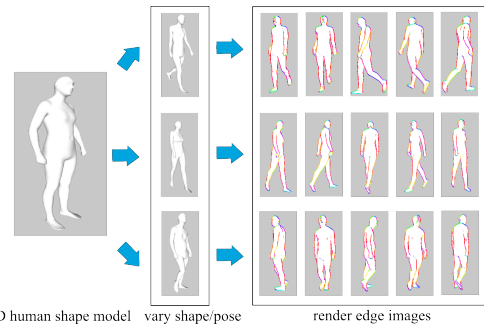 D human shape model
vary shape/pose
render edge images